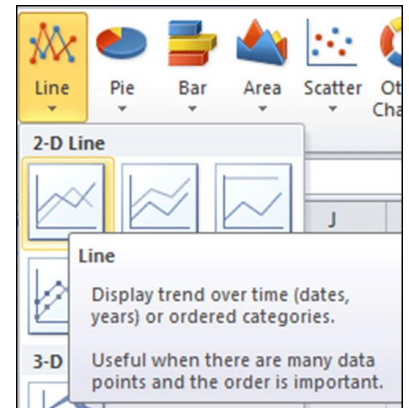 Line Pie Bar Area Scatter Ot
Cha
2-D Line
J
Line
Display trend over time (dates,
years) or ordered categories.
3-D
Useful when there are many data
points and the order is important.